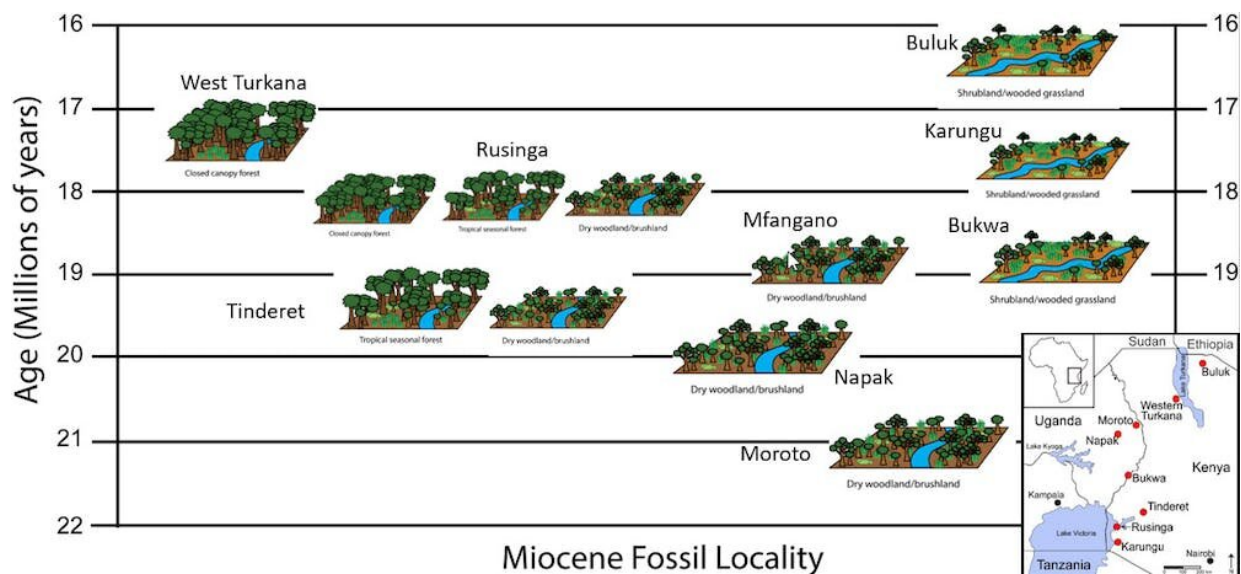 16
16
Buluk
Shrubland/wooded grassland
West Turkana
17
17
Closed canopy forest
Karungu
Shrubland/wooded grassland
Rusinga
18
18
Closed canopy forest
Tropical seasonal forest
Dry woodland/brushland
Mfangano
Dry woodland/brushland
Bukwa
Shrubland/wooded grassland
19
19
Tinderet
Tropical seasonal forest
Dry woodland/brushland
20
Napak
Dry woodland/brushland
21
Moroto
Dry woodland/brushland
22
Age (Millions of years)
Miocene Fossil Locality
Sudan
Ethiopia
Lake Turkana
Buluk
Western
Turkana
Uganda
Moroto
Napak
Lake Kyoga
Kenya
Bukwa
Kampala
Tinderet
Rusinga
Lake Victoria
Karungu
Nairobi
Tanzania